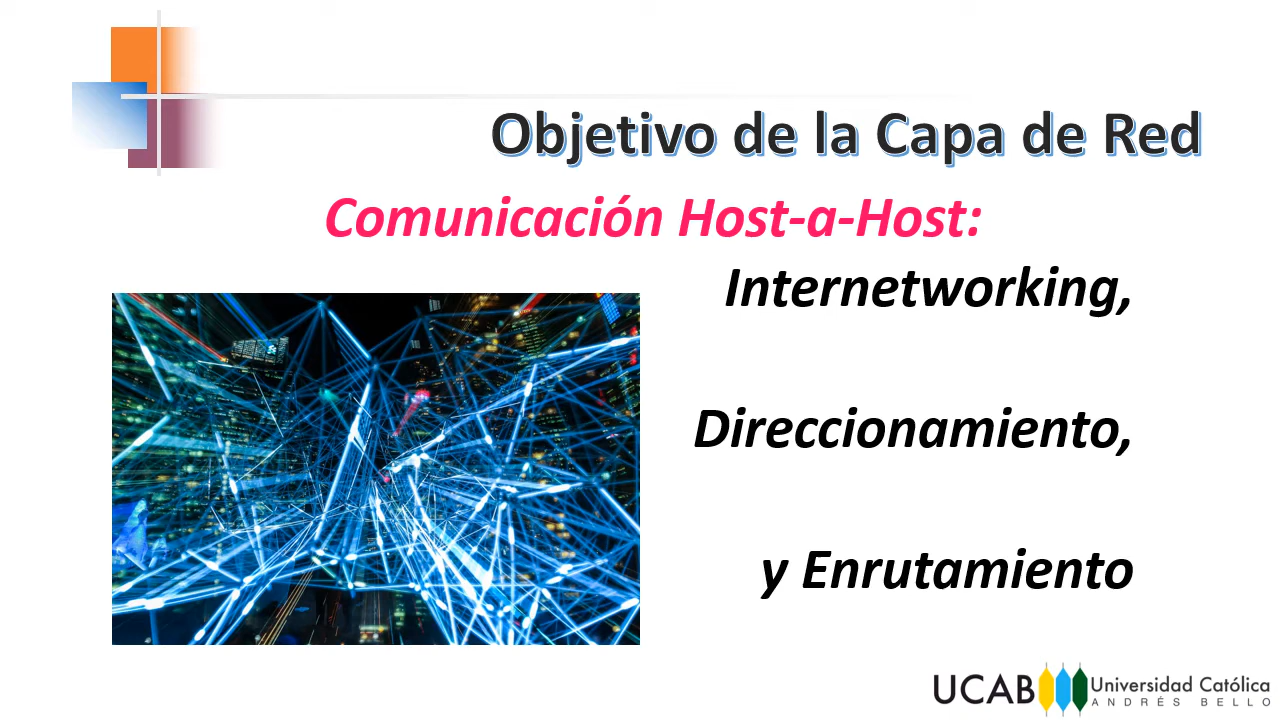 Objetivo de la Capa de Red
Comunicación Host-a-Host:
Internetworking,
Direccionamiento,
y Enrutamiento
UCAB Universidad Católica
ANDRÉS BELLO